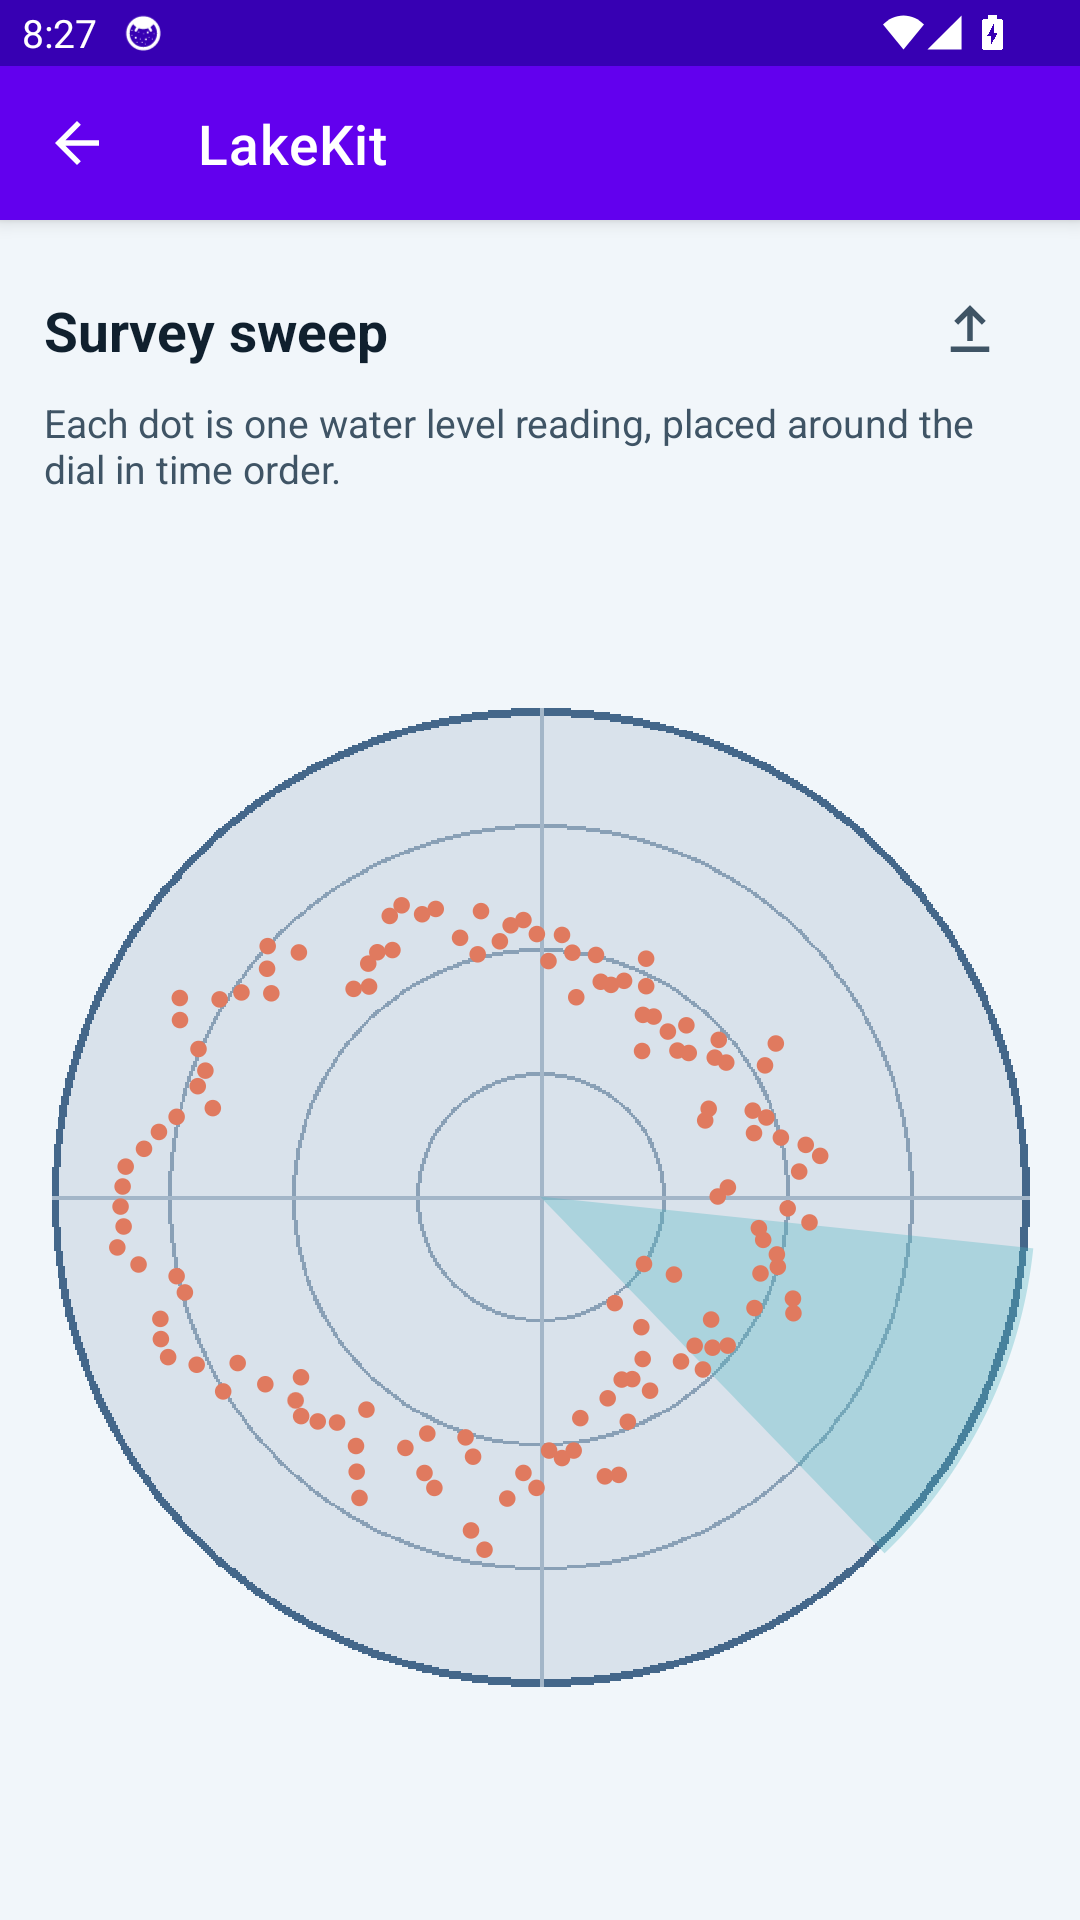 8:27
LakeKit
Survey sweep
Each dot is one water level reading, placed around the
dial in time order.